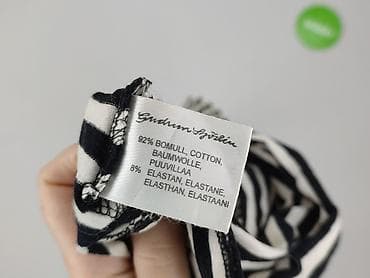 Gudrun Sjödén
92% BOMULL, COTTON,
BAUMWOLLE,
PUUVILLAA
8% ELASTAN, ELASTANE,
ELASTHAN, ELASTAANI